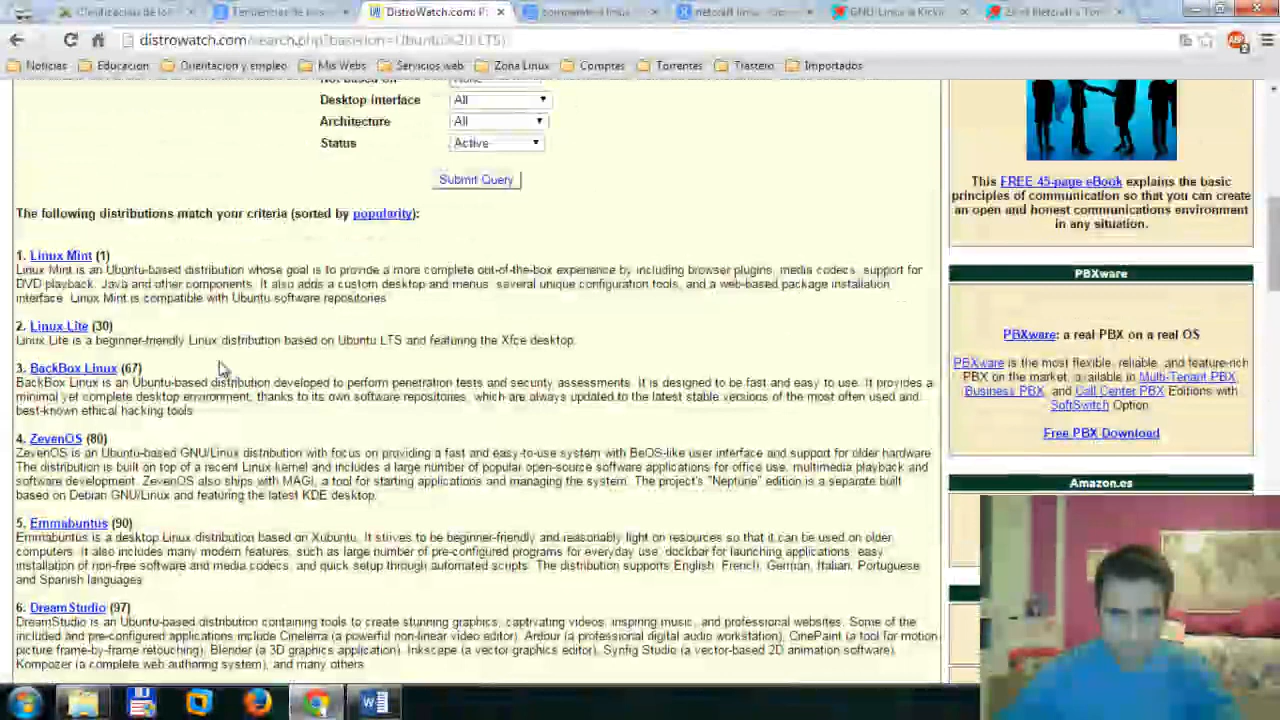 Clasificacion de los
Tendencias de los
DistroWatch.com: P
netcraft linux
GNU Linux
distrowatch.com/search.php?basedon=Ubuntu%20LTS)
Noticias
Educacion
Orientacion y empleo
Mis Webs
Servicios web
Zona Linux
Comptes
Torrentes
Trastero
Importados
Not based on
None
Desktop interface
All
Architecture
All
Status
Active
Submit Query
The following distributions match your criteria (sorted by popularity):
1. Linux Mint (1)
Linux Mint is an Ubuntu-based distribution whose goal is to provide a more complete out-of-the-box experience by including browser plugins, media codecs, support for
DVD playback, Java and other components. It also adds a custom desktop and menus, several unique configuration tools, and a web-based package installation
interface. Linux Mint is compatible with Ubuntu software repositories.
2. Linux Lite (30)
Linux Lite is a beginner-friendly Linux distribution based on Ubuntu LTS and featuring the Xfce desktop.
3. BackBox Linux (67)
BackBox Linux is an Ubuntu-based distribution developed to perform penetration tests and security assessments. It is designed to be fast and easy to use. It provides a
minimal yet complete desktop environment, thanks to its own software repositories, which are always updated to the latest stable versions of the most often used and
best-known ethical hacking tools.
4. ZevenOS (80)
ZevenOS is an Ubuntu-based GNU/Linux distribution with focus on providing a fast and easy-to-use system with BeOS-like user interface and support for older hardware.
The distribution is built on top of a recent Linux kernel and includes a large number of popular open-source software applications for office use, multimedia playback and
software development. ZevenOS also ships with MAGI, a tool for starting applications and managing the system. The project's "Neptune" edition is a separate built
based on Debian GNU/Linux and featuring the latest KDE desktop.
5. Emmabuntus (90)
Emmabuntus is a desktop Linux distribution based on Xubuntu. It strives to be beginner-friendly and reasonably light on resources so that it can be used on older
computers. It also includes many modern features, such as large number of pre-configured programs for everyday use, dockbar for launching applications, easy
installation of non-free software and media codecs, and quick setup through automated scripts. The distribution supports English, French, German, Italian, Portuguese
and Spanish languages.
6. DreamStudio (97)
DreamStudio is an Ubuntu-based distribution containing tools to create stunning graphics, captivating videos, inspiring music, and professional websites. Some of the
included and pre-configured applications include Cinelerra (a powerful non-linear video editor), Ardour (a professional digital audio workstation), CinePaint (a tool for motion
picture frame-by-frame retouching), Blender (a 3D graphics application), Inkscape (a vector graphics editor), Synfig Studio (a vector-based 2D animation software),
Kompozer (a complete web authoring system), and many others.
This FREE 45-page eBook explains the basic
principles of communication so that you can create
an open and honest communications environment
in any situation.
PBXware
PBXware: a real PBX on a real OS
PBXware is the most flexible, reliable, and feature-rich
PBX on the market, available in Multi-Tenant PBX,
Business PBX, and Call Center PBX Editions with
SoftSwitch Option
Free PBX Download
Amazon.es